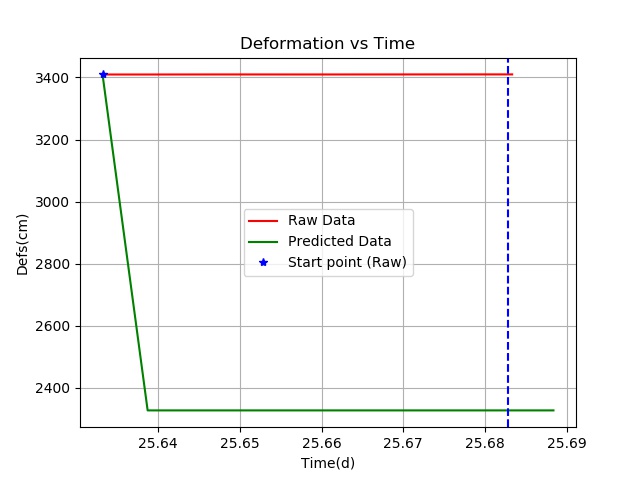 Deformation vs Time
Defs(cm)
3400
3200
3000
2800
2600
2400
Raw Data
Predicted Data
Start point (Raw)
25.64 25.65 25.66 25.67 25.68 25.69
Time(d)